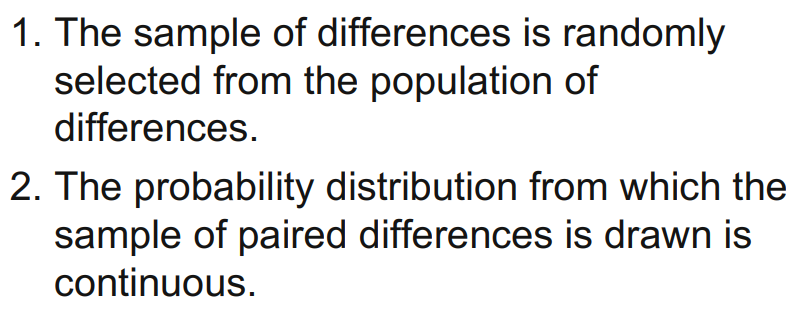 1. The sample of differences is randomly
selected from the population of
differences.
2. The probability distribution from which the
sample of paired differences is drawn is
continuous.